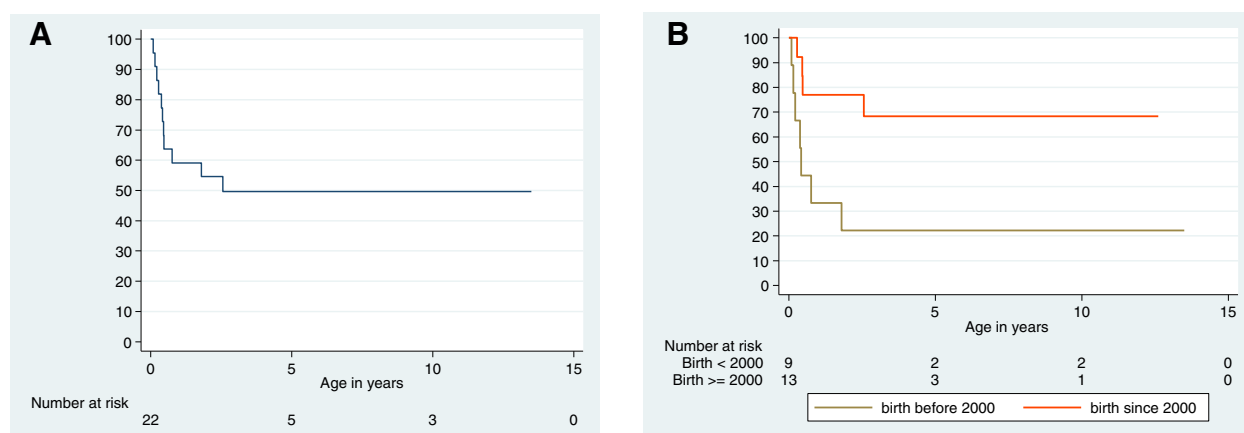 A
100
90
80
70
60
50
40
30
20
10
0
0 5 10 15
Age in years
Number at risk
22 5 3 0
B
100
90
80
70
60
50
40
30
20
10
0
0 5 10 15
Age in years
Number at risk
Birth < 2000 9 2 2 0
Birth >= 2000 13 3 1 0
birth before 2000 birth since 2000